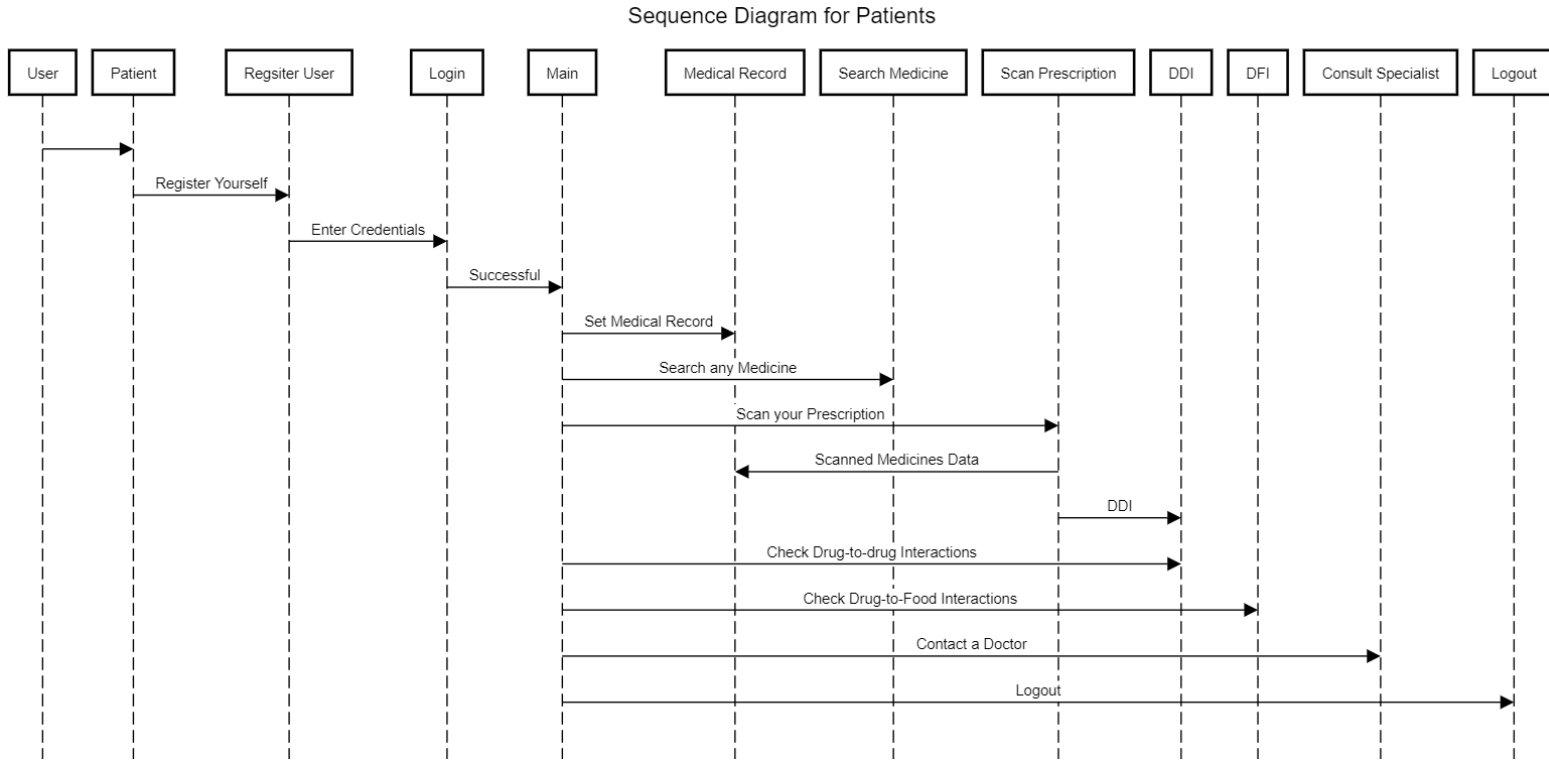 Sequence Diagram for Patients
User
Patient
Regsiter User
Login
Main
Medical Record
Search Medicine
Scan Prescription
DDI
DFI
Consult Specialist
Logout
Register Yourself
Enter Credentials
Successful
Set Medical Record
Search any Medicine
Scan your Prescription
Scanned Medicines Data
DDI
Check Drug-to-drug Interactions
Check Drug-to-Food Interactions
Contact a Doctor
Logout